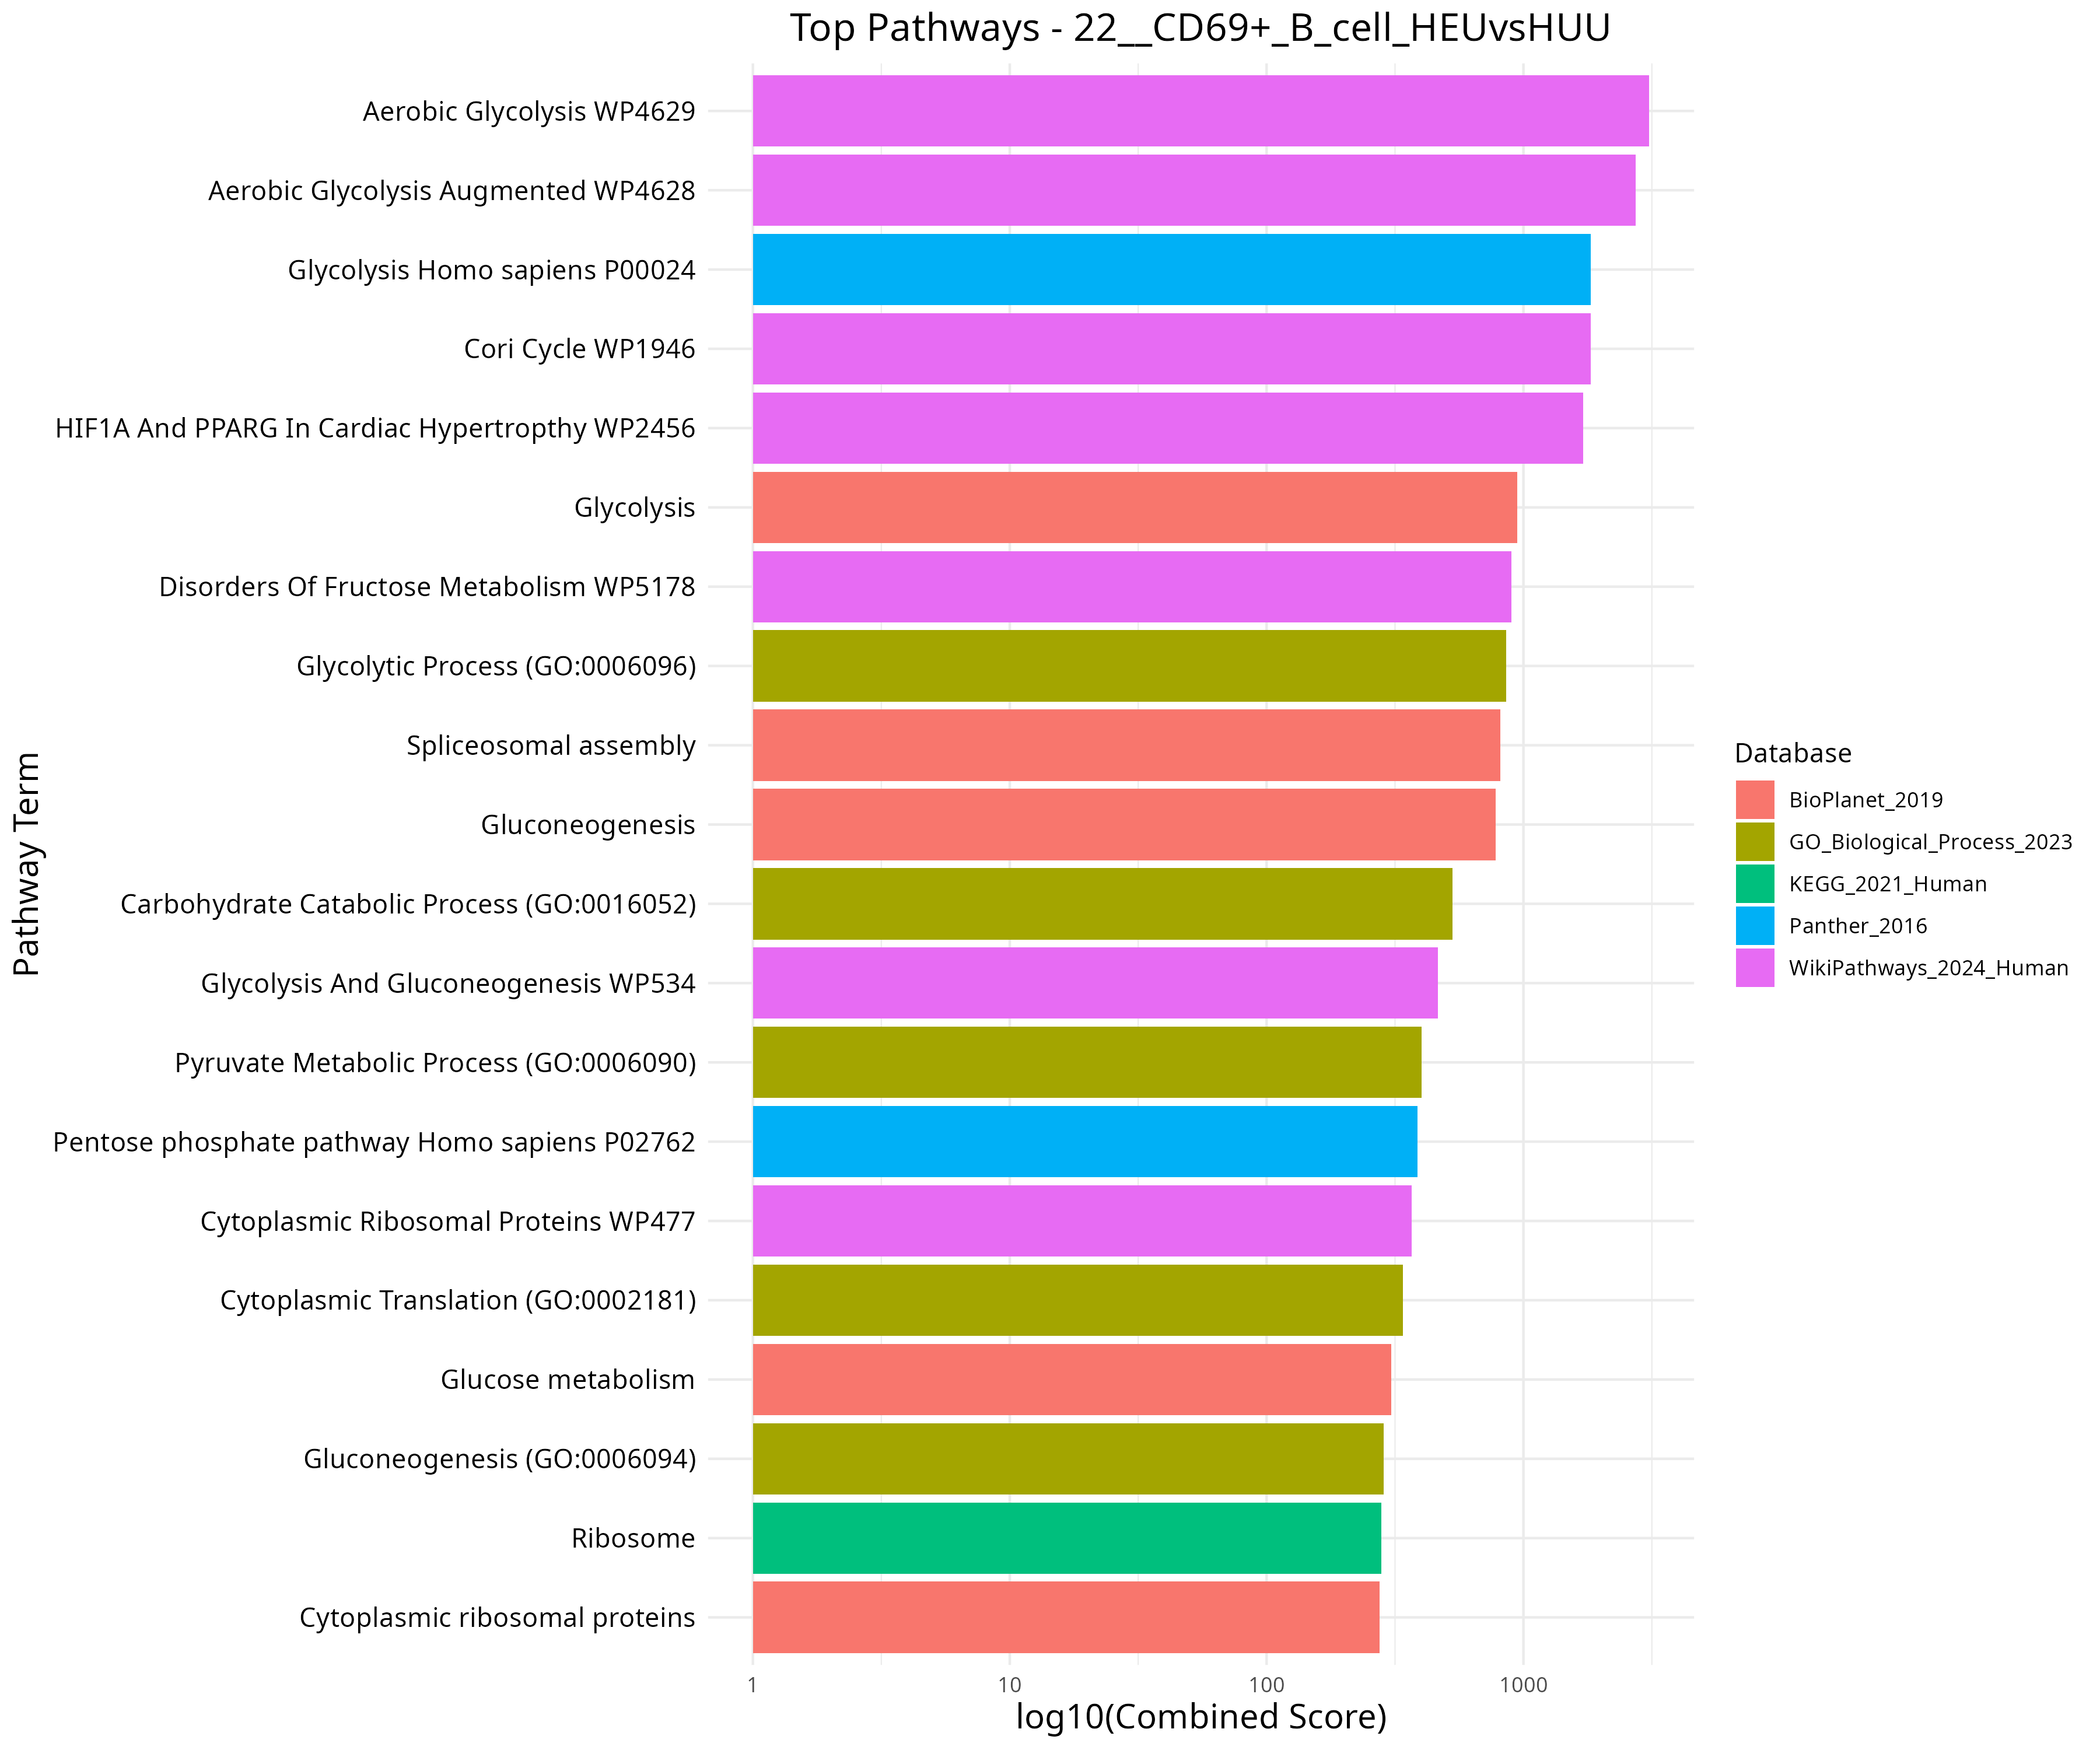 Top Pathways - 22__CD69+_B_cell_HEUvsHUU
Pathway Term
Aerobic Glycolysis WP4629
Aerobic Glycolysis Augmented WP4628
Glycolysis Homo sapiens P00024
Cori Cycle WP1946
HIF1A And PPARG In Cardiac Hypertropthy WP2456
Glycolysis
Disorders Of Fructose Metabolism WP5178
Glycolytic Process (GO:0006096)
Spliceosomal assembly
Gluconeogenesis
Carbohydrate Catabolic Process (GO:0016052)
Glycolysis And Gluconeogenesis WP534
Pyruvate Metabolic Process (GO:0006090)
Pentose phosphate pathway Homo sapiens P02762
Cytoplasmic Ribosomal Proteins WP477
Cytoplasmic Translation (GO:0002181)
Glucose metabolism
Gluconeogenesis (GO:0006094)
Ribosome
Cytoplasmic ribosomal proteins
1 10 100 1000
log10(Combined Score)
Database
BioPlanet_2019
GO_Biological_Process_2023
KEGG_2021_Human
Panther_2016
WikiPathways_2024_Human